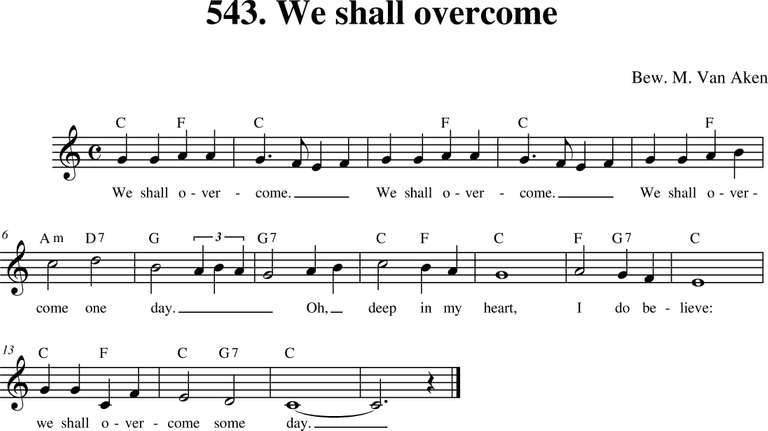 543. We shall overcome
Bew. M. Van Aken
C F C F C F
We shall o - ver - come. We shall o - ver - come. We shall o - ver -
6 Am D7 G 3 G7 C F C F G7 C
come one day. Oh, deep in my heart, I do be - lieve:
13 C F C G7 C
we shall o - ver - come some day.